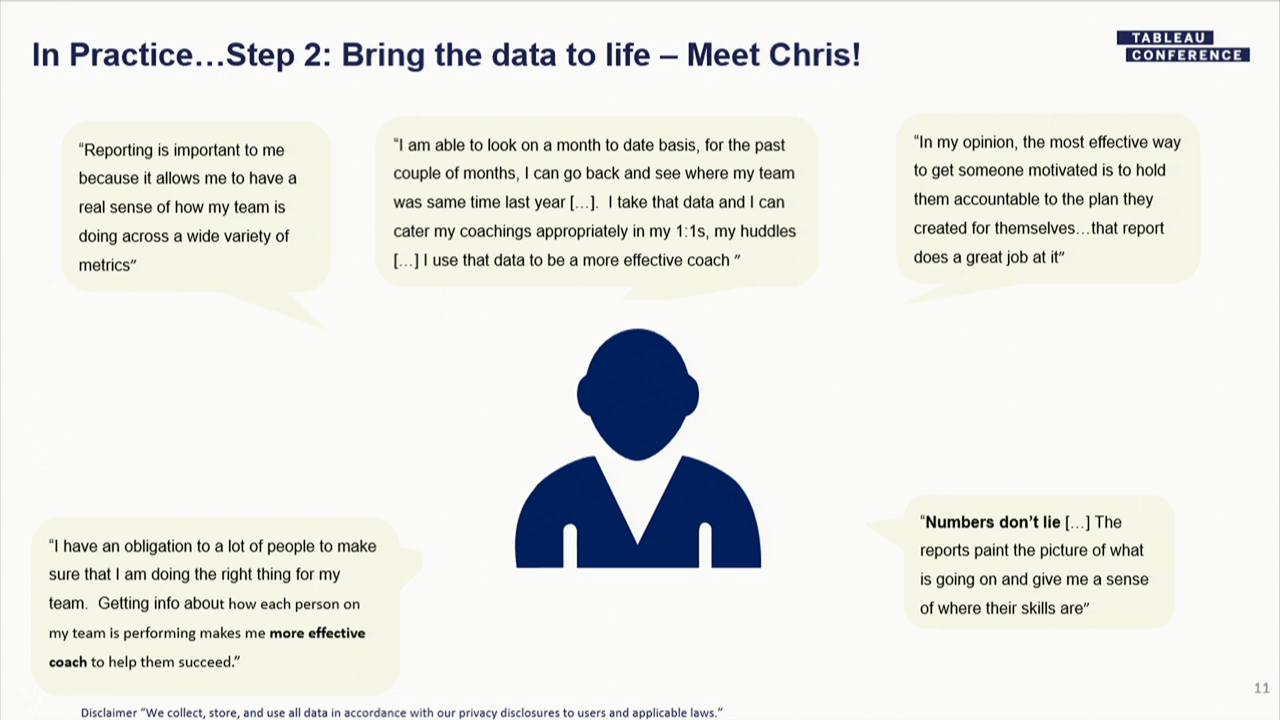 In Practice…Step 2: Bring the data to life – Meet Chris!
TABLEAU
CONFERENCE
“Reporting is important to me
because it allows me to have a
real sense of how my team is
doing across a wide variety of
metrics”
“I am able to look on a month to date basis, for the past
couple of months, I can go back and see where my team
was same time last year […].  I take that data and I can
cater my coachings appropriately in my 1:1s, my huddles
[…] I use that data to be a more effective coach ”
“In my opinion, the most effective way
to get someone motivated is to hold
them accountable to the plan they
created for themselves…that report
does a great job at it”
“I have an obligation to a lot of people to make
sure that I am doing the right thing for my
team.  Getting info about how each person on
my team is performing makes me more effective
coach to help them succeed.”
“Numbers don’t lie […] The
reports paint the picture of what
is going on and give me a sense
of where their skills are”
11
Disclaimer “We collect, store, and use all data in accordance with our privacy disclosures to users and applicable laws.”